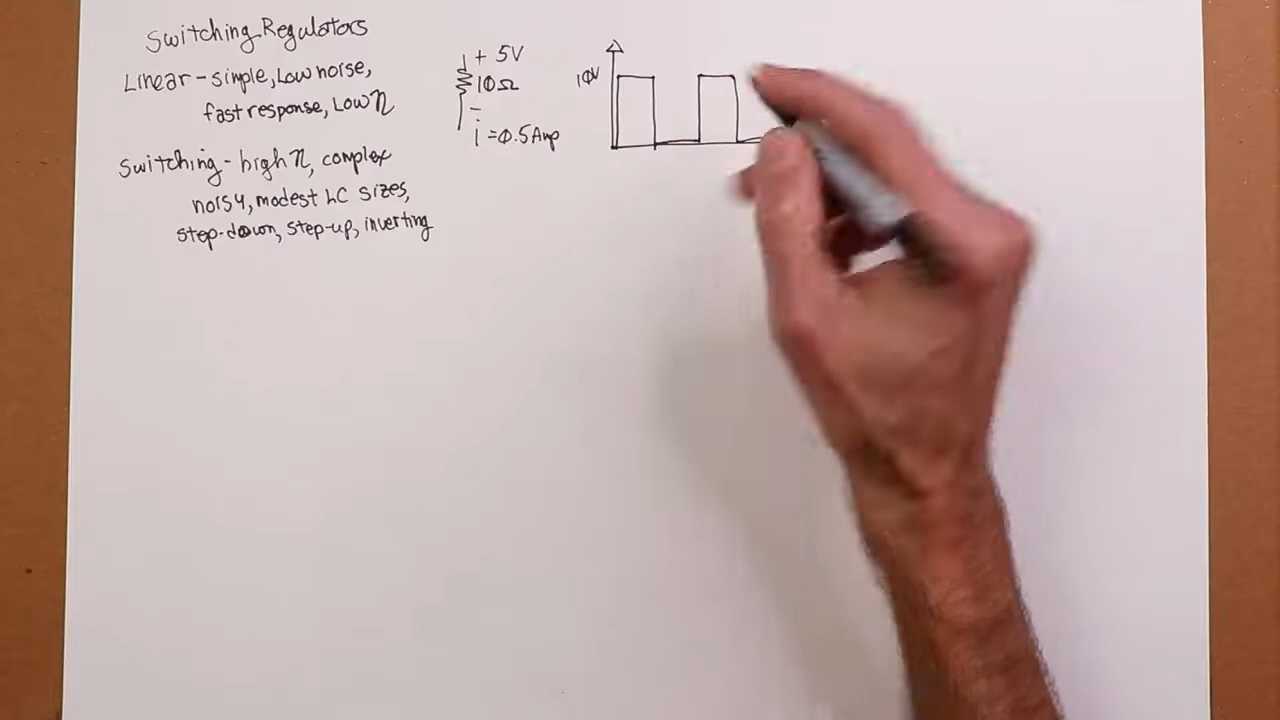 Switching Regulators
Linear - simple, Low noise,
fast response, Low η
Switching - high η, complex
noisy, modest LC sizes,
step-down, step-up, inverting
+ 5V
10Ω
-
i = 0.5 Amp
10V